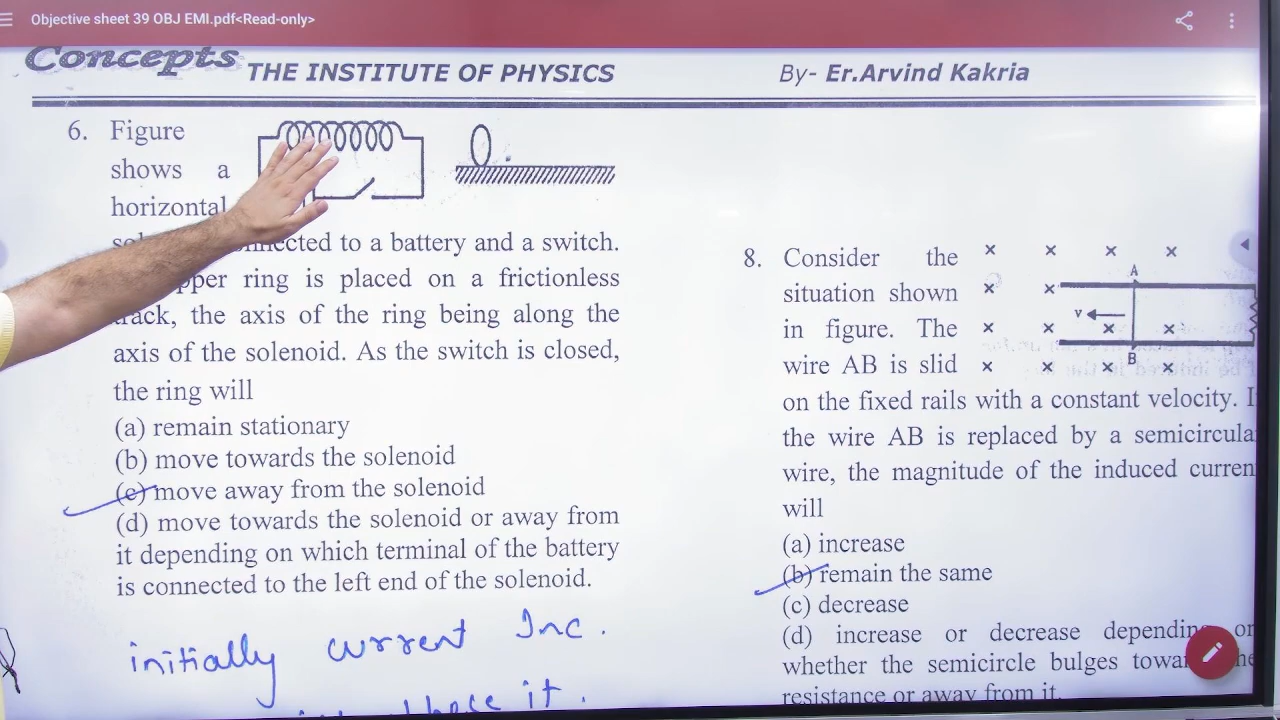 Objective sheet 39 OBJ EMI.pdf<Read-only>
Concepts THE INSTITUTE OF PHYSICS By- Er.Arvind Kakria
6. Figure
shows a
horizontal
connected to a battery and a switch.
ring is placed on a frictionless
track, the axis of the ring being along the
axis of the solenoid. As the switch is closed,
the ring will
(a) remain stationary
(b) move towards the solenoid
(c) move away from the solenoid
(d) move towards the solenoid or away from
it depending on which terminal of the battery
is connected to the left end of the solenoid.
initially current Inc.
it.
8. Consider the
situation shown
in figure. The
wire AB is slid
on the fixed rails with a constant velocity.
the wire AB is replaced by a semicircula
wire, the magnitude of the induced curren
will
(a) increase
(b) remain the same
(c) decrease
(d) increase or decrease depending or
whether the semicircle bulges
resistance or away from it.
A
v
B